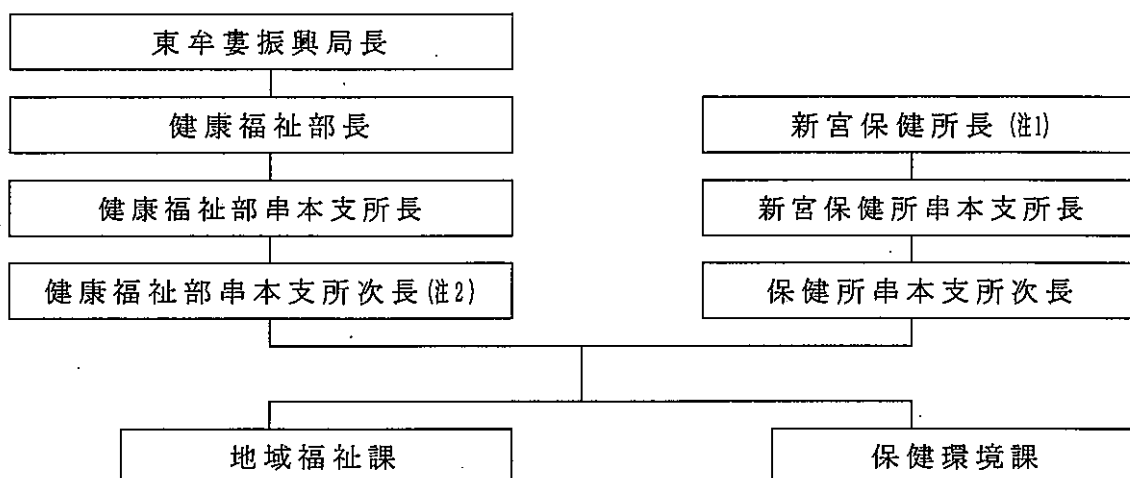 東牟婁振興局長
健康福祉部長
新宮保健所長 (注1)
健康福祉部串本支所長
新宮保健所串本支所長
健康福祉部串本支所次長(注2)
保健所串本支所次長
地域福祉課
保健環境課